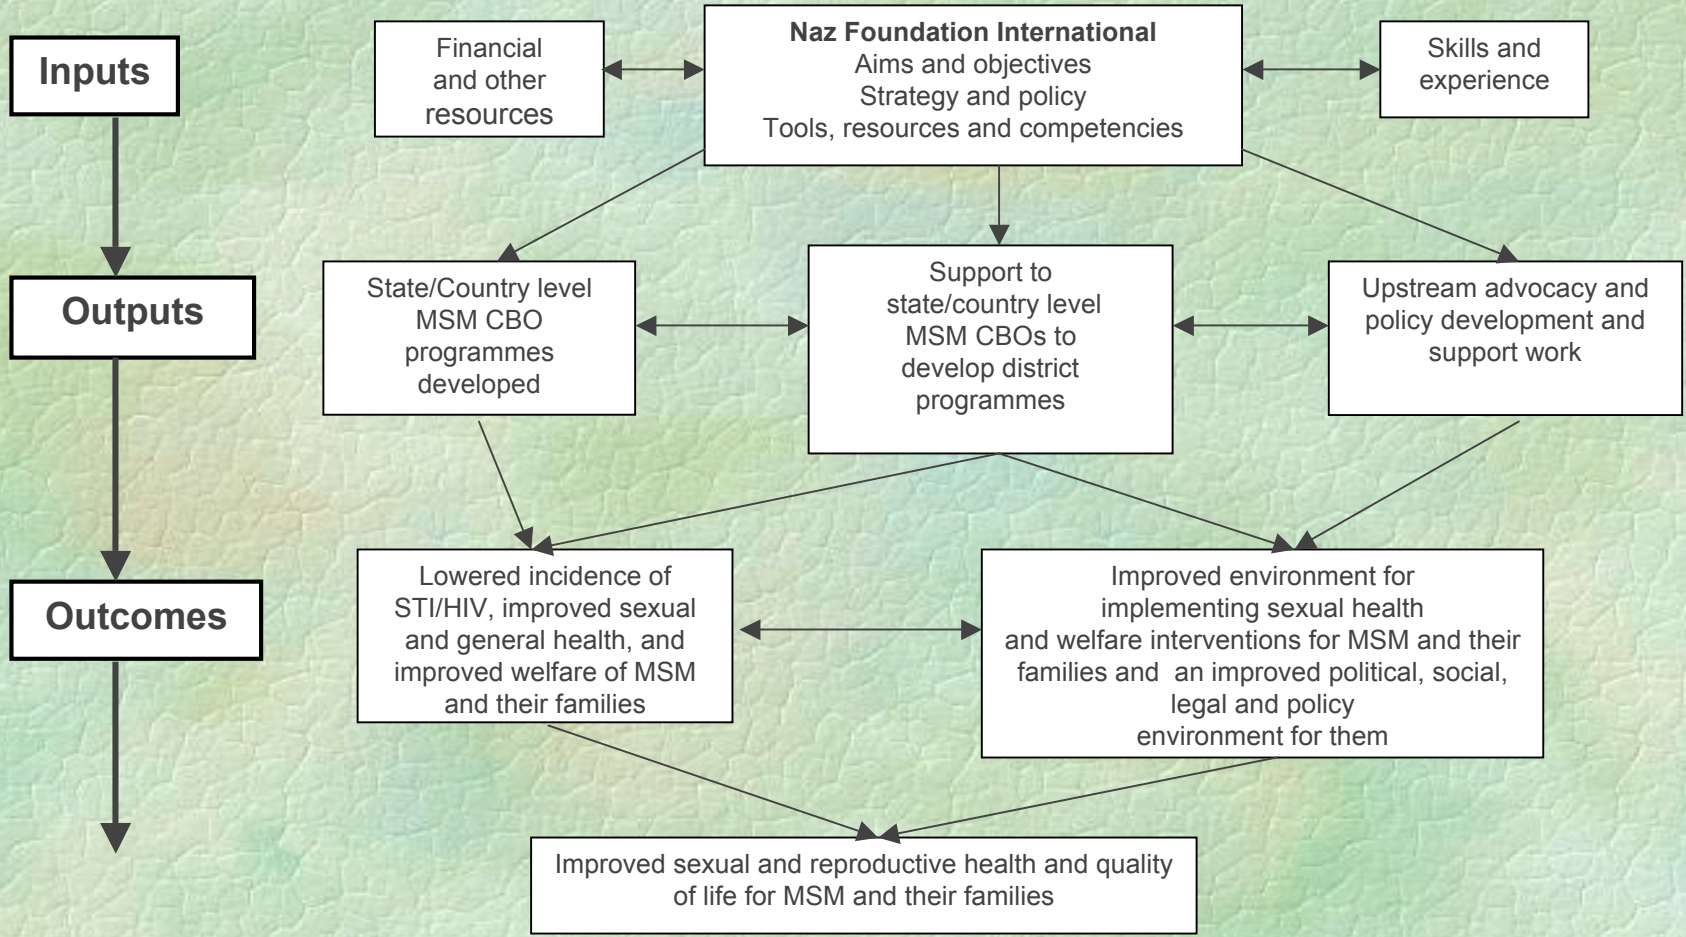 Inputs
Financial
and other
resources
Naz Foundation International
Aims and objectives
Strategy and policy
Tools, resources and competencies
Skills and
experience
Outputs
State/Country level
MSM CBO
programmes
developed
Support to
state/country level
MSM CBOs to
develop district
programmes
Upstream advocacy and
policy development and
support work
Outcomes
Lowered incidence of
STI/HIV, improved sexual
and general health, and
improved welfare of MSM
and their families
Improved environment for
implementing sexual health
and welfare interventions for MSM and their
families and an improved political, social,
legal and policy
environment for them
Improved sexual and reproductive health and quality
of life for MSM and their families